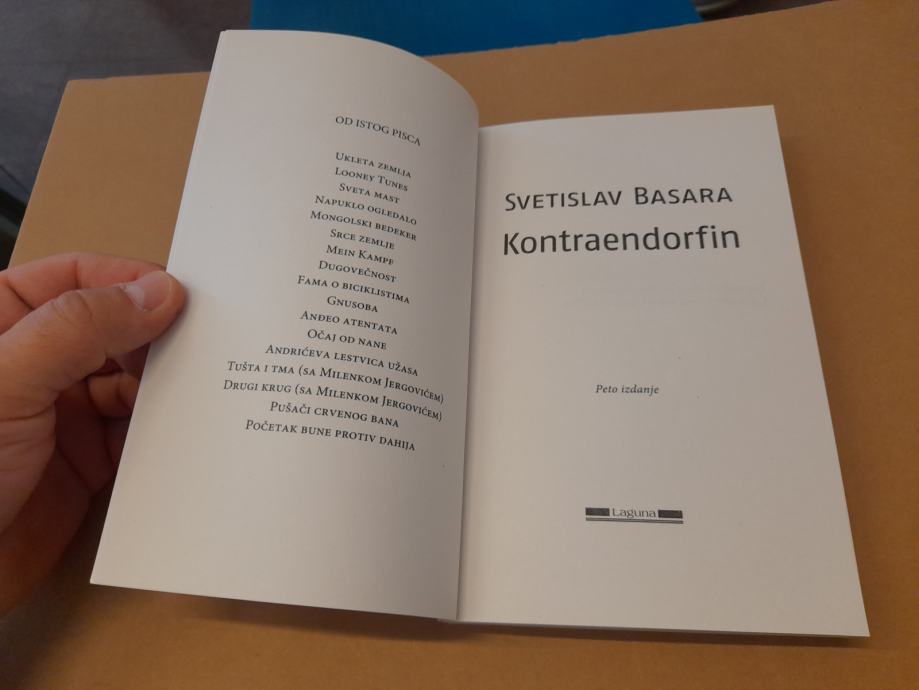 OD ISTOG PISCA
UKLETA ZEMLJA
LOONEY TUNES
SVETA MAST
NAPUKLO OGLEDALO
MONGOLSKI BEDEKER
SRCE ZEMLJE
MEIN KAMPF
DUGOVEČNOST
FAMA O BICIKLISTIMA
GNUSOBA
ANĐEO ATENTATA
OČAJ OD NANE
ANDRIĆEVA LESTVICA UŽASA
TUŠTA I TMA (SA MILENKOM JERGOVIĆEM)
DRUGI KRUG (SA MILENKOM JERGOVIĆEM)
PUŠAČI CRVENOG BANA
POČETAK BUNE PROTIV DAHIJA
SVETISLAV BASARA
Kontraendorfin
Peto izdanje
Laguna